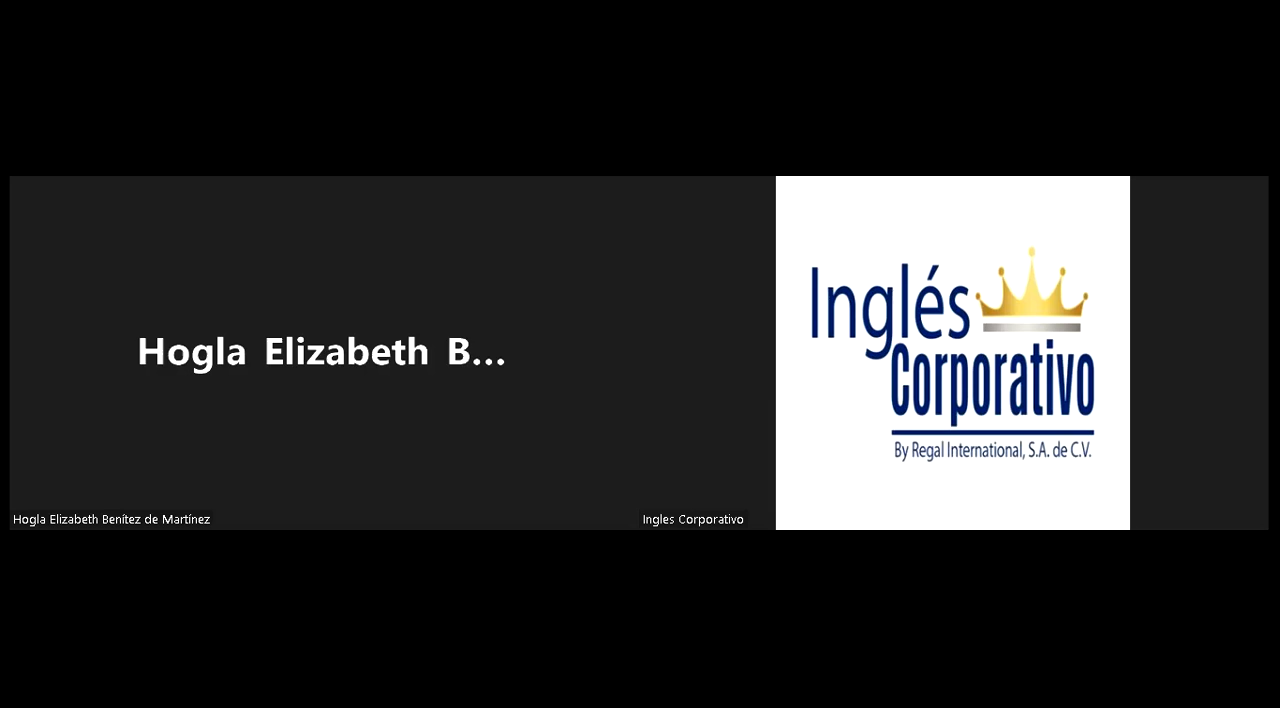 Hogla Elizabeth B...
Hogla Elizabeth Benítez de Martínez
Inglés
Corporativo
By Regal International, S.A. de C.V.
Ingles Corporativo